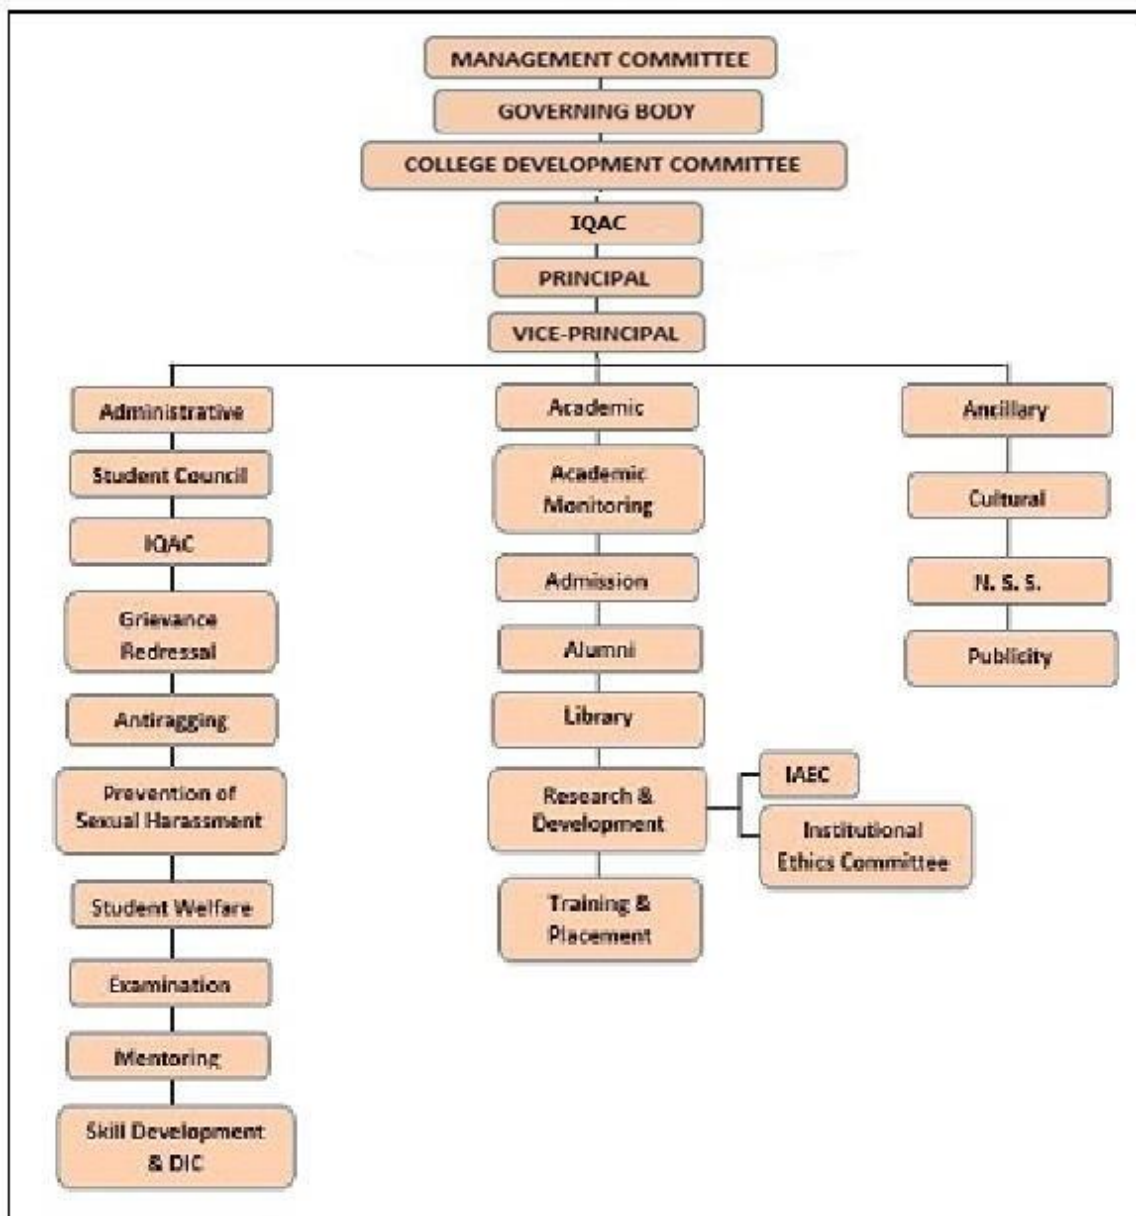 MANAGEMENT COMMITTEE
GOVERNING BODY
COLLEGE DEVELOPMENT COMMITTEE
IQAC
PRINCIPAL
VICE-PRINCIPAL
Administrative
Student Council
IQAC
Grievance
Redressal
Antiragging
Prevention of
Sexual Harassment
Student Welfare
Examination
Mentoring
Skill Development
& DIC
Academic
Academic
Monitoring
Admission
Alumni
Library
Research &
Development
IAEC
Institutional
Ethics Committee
Training &
Placement
Ancillary
Cultural
N. S. S.
Publicity